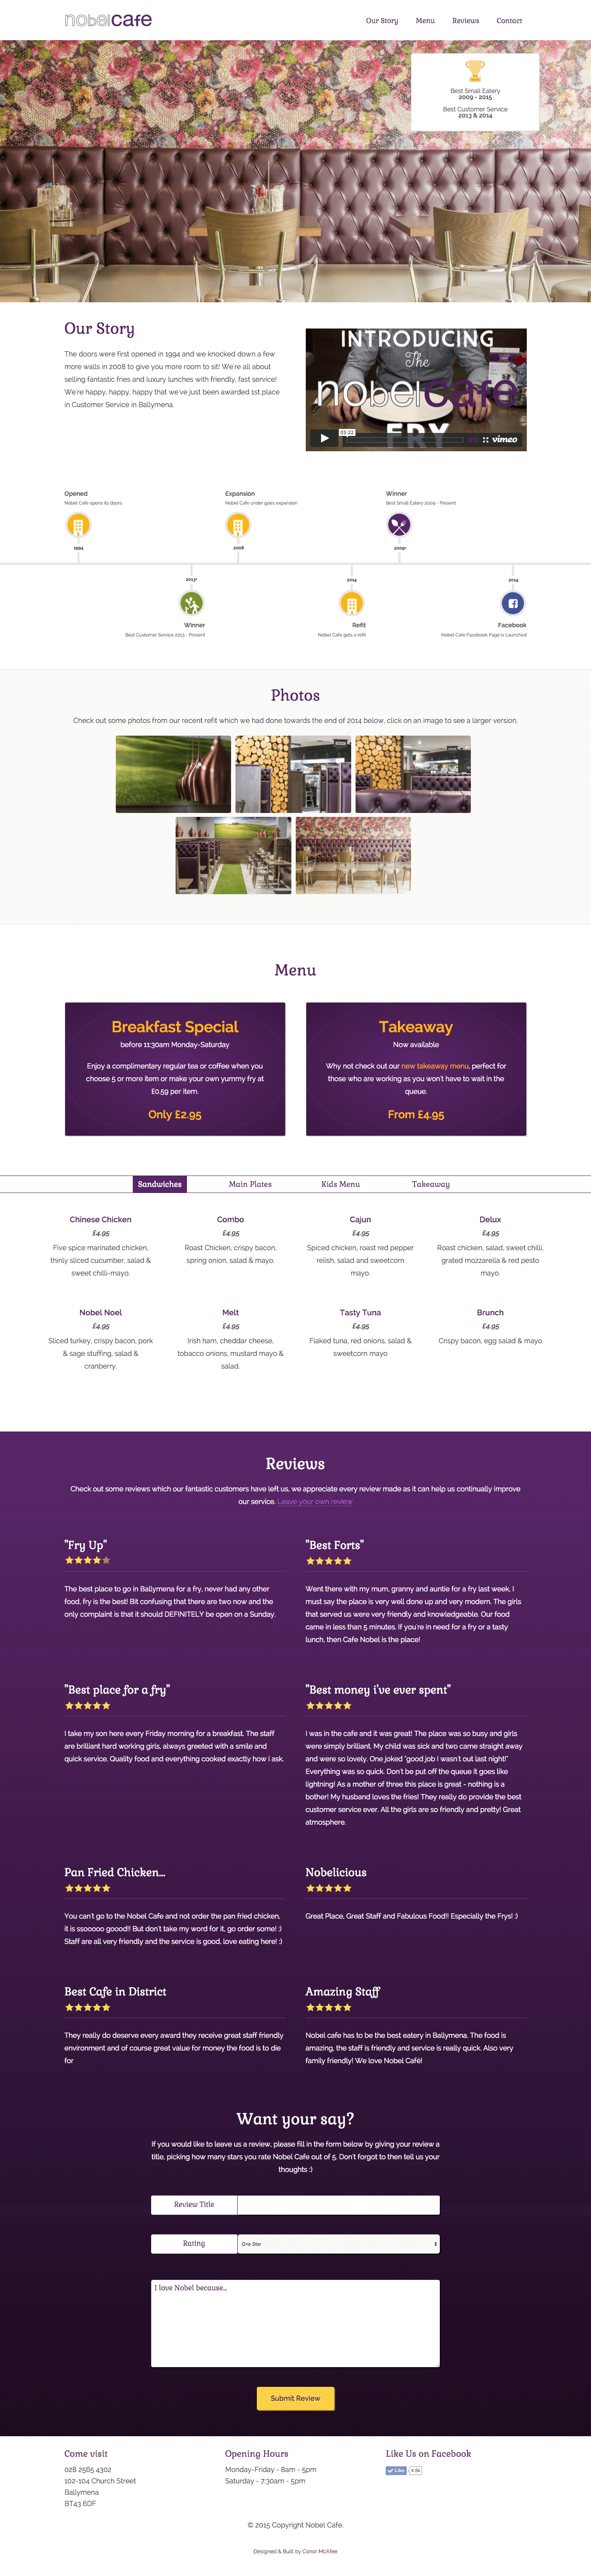 nobelcafe
Our Story Menu Reviews Contact
Best Small Eatery
2009 - 2015
Best Customer Service
2013 & 2014
Our Story
The doors were first opened in 1994 and we knocked down a few
more walls in 2008 to give you more room to sit! We're all about
selling fantastic fries and luxury lunches with friendly, fast service!
We're happy, happy, happy that we've just been awarded 1st place
in Customer Service in Ballymena.
INTRODUCING
The
nobelcafe
FRY
03:22
vimeo
Opened
Nobel Cafe opens its doors
1994
Expansion
Nobel Cafe under goes expansion
2008
Winner
Best Small Eatery 2009 - Present
2009+
2013+
Winner
Best Customer Service 2013 - Present
2014
Refit
Nobel Cafe gets a refit
2014
Facebook
Nobel Café Facebook Page is Launched
Photos
Check out some photos from our recent refit which we had done towards the end of 2014 below, click on an image to see a larger version.
Menu
Breakfast Special
before 11:30am Monday-Saturday
Enjoy a complimentary regular tea or coffee when you
choose 5 or more item or make your own yummy fry at
£0.59 per item.
Only £2.95
Takeaway
Now available
Why not check out our new takeaway menu, perfect for
those who are working as you won't have to wait in the
queue.
From £4.95
Sandwiches Main Plates Kids Menu Takeaway
Chinese Chicken
£4.95
Five spice marinated chicken,
thinly sliced cucumber, salad &
sweet chilli-mayo.
Combo
£4.95
Roast Chicken, crispy bacon,
spring onion, salad & mayo.
Cajun
£4.95
Spiced chicken, roast red pepper
relish, salad and sweetcorn
mayo.
Delux
£4.95
Roast chicken, salad, sweet chilli,
grated mozzarella & red pesto
mayo.
Nobel Noel
£4.95
Sliced turkey, crispy bacon, pork
& sage stuffing, salad &
cranberry.
Melt
£4.95
Irish ham, cheddar cheese,
tobacco onions, mustard mayo &
salad.
Tasty Tuna
£4.95
Flaked tuna, red onions, salad &
sweetcorn mayo
Brunch
£4.95
Crispy bacon, egg salad & mayo
Reviews
Check out some reviews which our fantastic customers have left us, we appreciate every review made as it can help us continually improve
our service. Leave your own review
"Fry Up"
The best place to go in Ballymena for a fry, never had any other
food, fry is the best! Bit confusing that there are two now and the
only complaint is that it should DEFINITELY be open on a Sunday.
"Best Forts"
Went there with my mum, granny and auntie for a fry last week, I
must say the place is very well done up and very modern. The girls
that served us were very friendly and knowledgeable. Our food
came in less than 5 minutes. If you're in need for a fry or a tasty
lunch, then Cafe Nobel is the place!
"Best place for a fry"
I take my son here every Friday morning for a breakfast. The staff
are brilliant hard working girls, always greeted with a smile and
quick service. Quality food and everything cooked exactly how i ask.
"Best money i've ever spent"
I was in the cafe and it was great! The place was so busy and girls
were simply brilliant. My child was sick and two came straight away
and were so lovely. One joked "good job I wasn't out last night!"
Everything was so quick. Don't be put off the queue it goes like
lightning! As a mother of three this place is great - nothing is a
bother! My husband loves the fries! They really do provide the best
customer service ever. All the girls are so friendly and pretty! Great
atmosphere.
Pan Fried Chicken...
You can't go to the Nobel Cafe and not order the pan fried chicken,
it is ssooooo goood!! But don't take my word for it, go order some! :)
Staff are all very friendly and the service is good, love eating here! :)
Nobelicious
Great Place, Great Staff and Fabulous Food!! Especially the Frys! :)
Best Cafe in District
They really do deserve every award they receive great staff friendly
environment and of course great value for money the food is to die
for
Amazing Staff
Nobel cafe has to be the best eatery in Ballymena. The food is
amazing, the staff is friendly and service is really quick. Also very
family friendly! We love Nobel Café!
Want your say?
If you would like to leave us a review, please fill in the form below by giving your review a
title, picking how many stars you rate Nobel Cafe out of 5. Don't forget to then tell us your
thoughts :)
Review Title
Rating One Star
I love Nobel because...
Submit Review
Come visit
028 2565 4302
102-104 Church Street
Ballymena
BT43 6DF
Opening Hours
Monday-Friday - 8am - 5pm
Saturday - 7:30am - 5pm
Like Us on Facebook
Like 4.5k
© 2015 Copyright Nobel Cafe.
Designed & Built by Conor McAfee